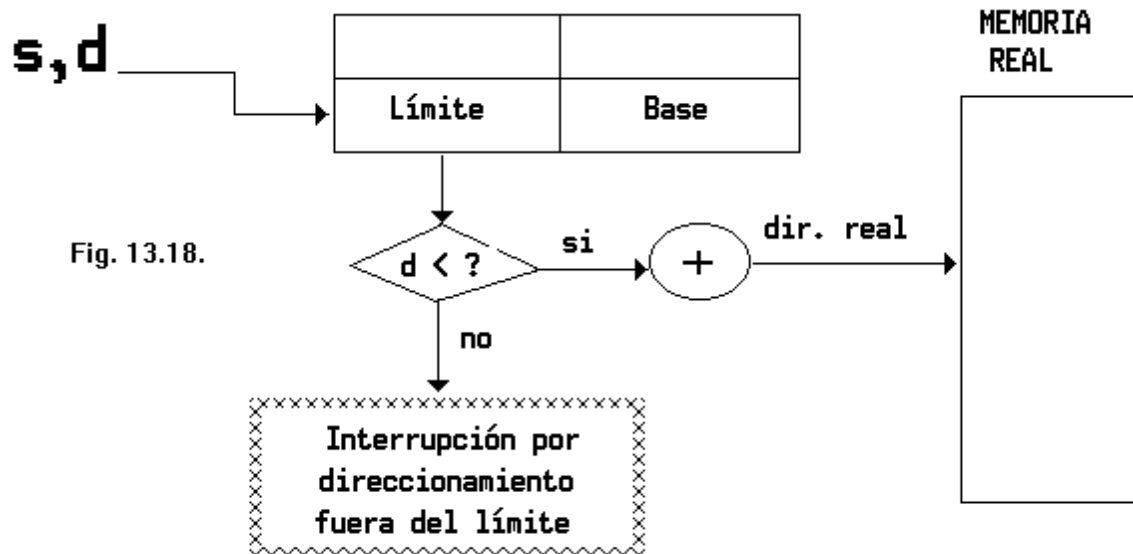 s,d
MEMORIA
REAL
Límite
Base
Fig. 13.18.
d < ?
si
+
dir. real
no
Interrupción por
direccionamiento
fuera del límite